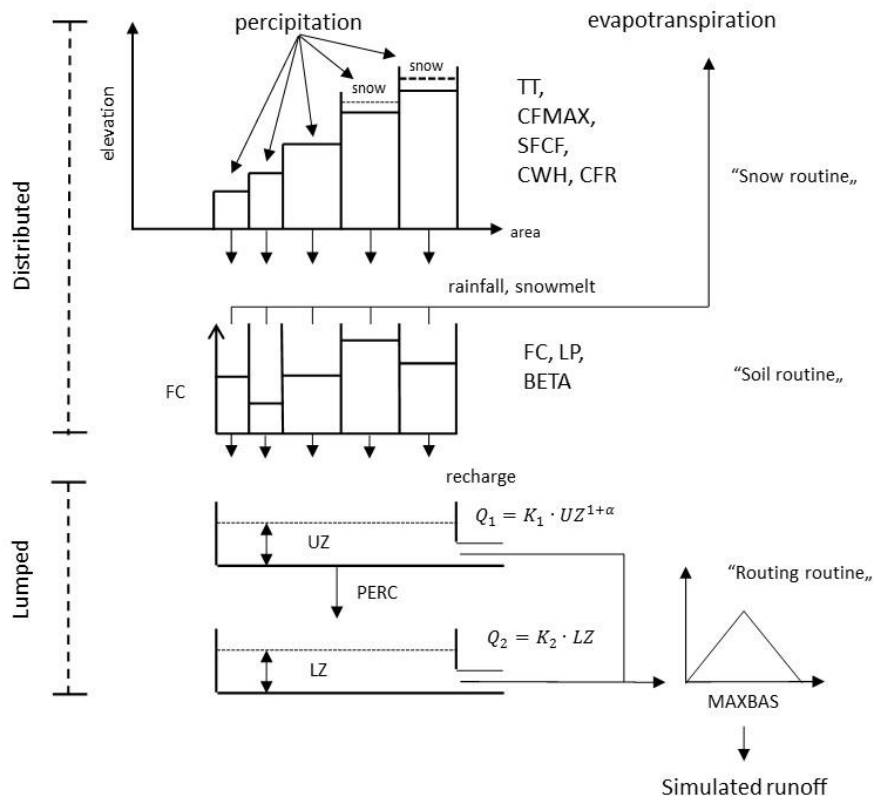 percipitation
evapotranspiration
snow
snow
elevation
TT,
CFMAX,
SFCF,
CWH, CFR
“Snow routine„
area
Distributed
rainfall, snowmelt
FC
FC, LP,
BETA
“Soil routine„
recharge
Lumped
UZ
Q₁ = K₁ · UZ¹⁺ᵅ
PERC
“Routing routine„
LZ
Q₂ = K₂ · LZ
MAXBAS
Simulated runoff